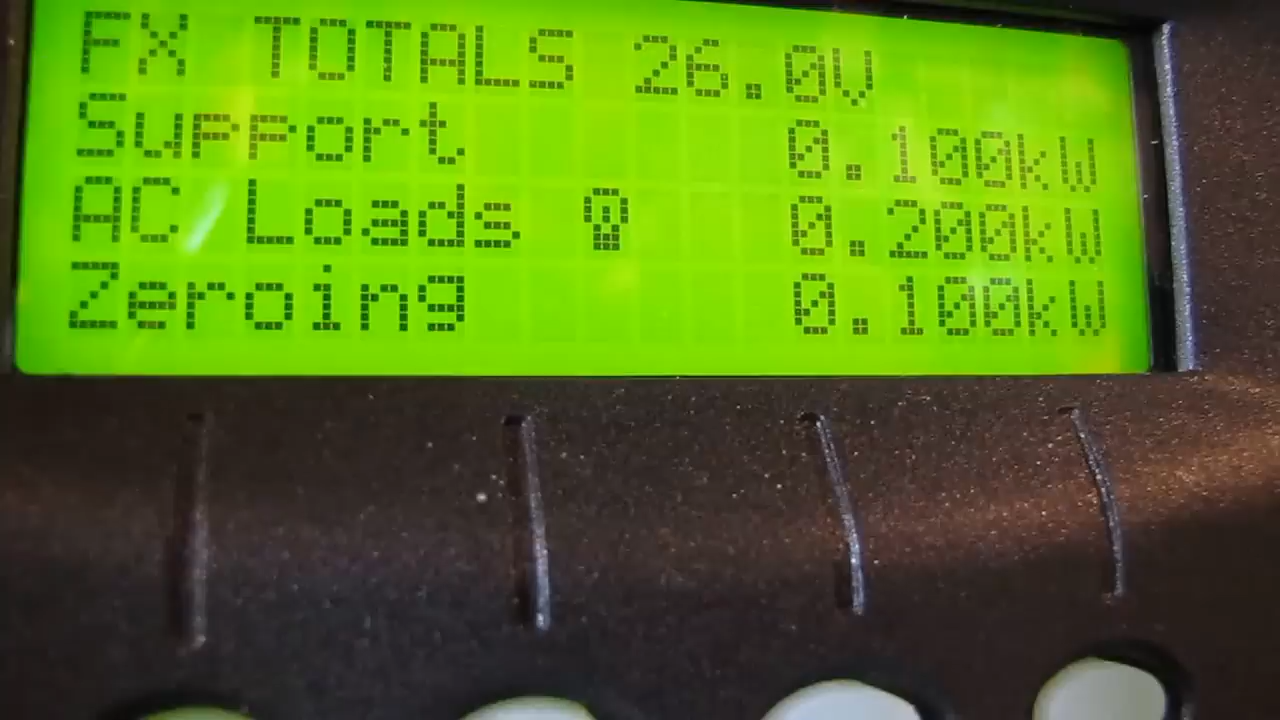 FX TOTALS 26.0V
Support 0.100kW
AC Loads 0.200kW
Zeroing 0.100kW